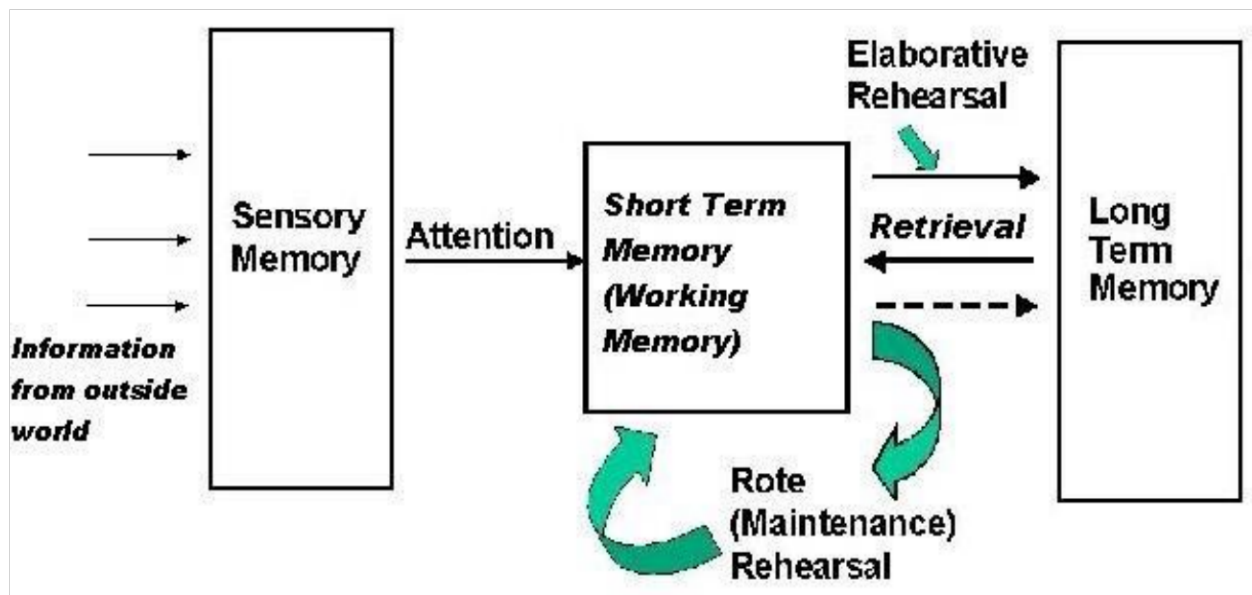 Information
from outside
world
Sensory
Memory
Attention
Short Term
Memory
(Working
Memory)
Elaborative
Rehearsal
Retrieval
Rote
(Maintenance)
Rehearsal
Long
Term
Memory